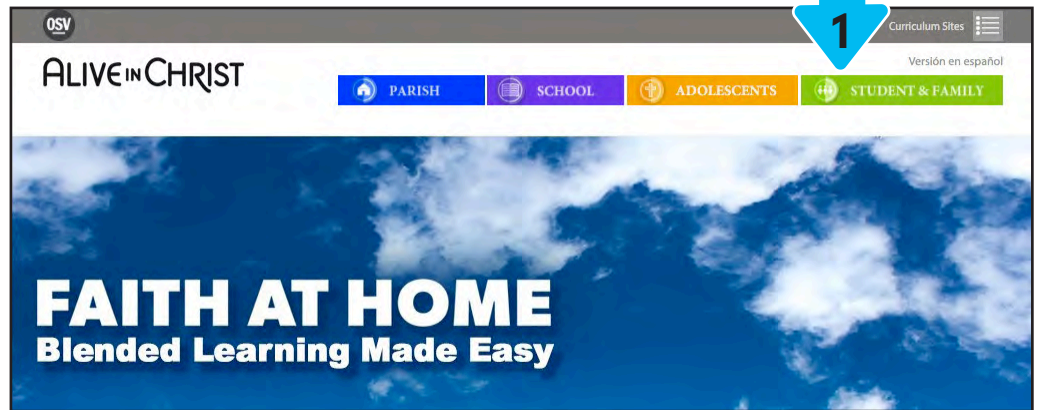 OSV
1
Curriculum Sites
Versión en español
ALIVE IN CHRIST
PARISH
SCHOOL
ADOLESCENTS
STUDENT & FAMILY
FAITH AT HOME
Blended Learning Made Easy